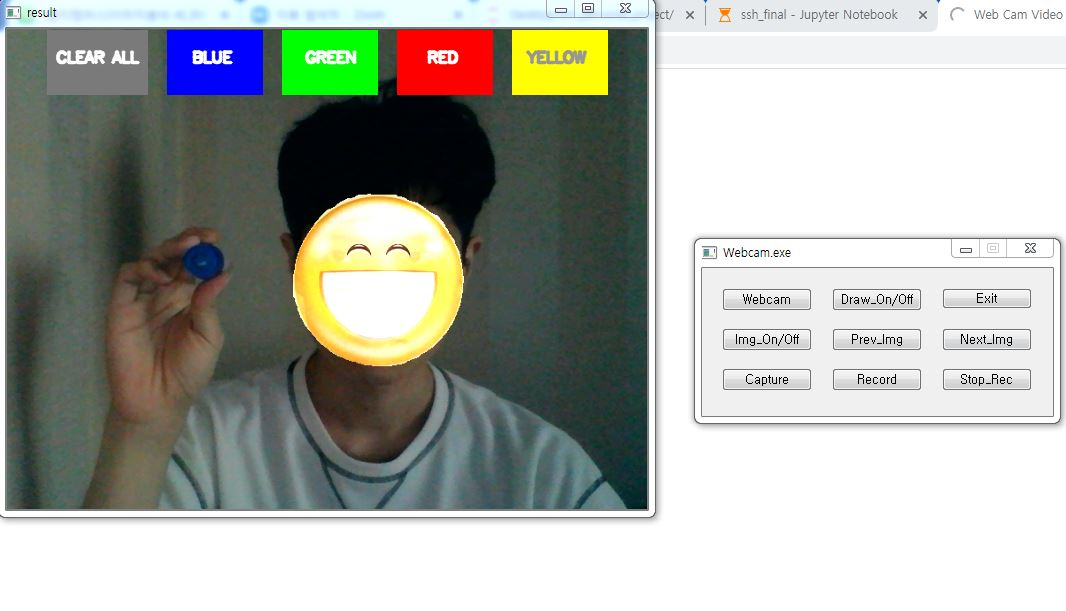 result
ect/
ssh_final - Jupyter Notebook
Web Cam Video
CLEAR ALL
BLUE
GREEN
RED
YELLOW
Webcam.exe
Webcam
Draw_On/Off
Exit
Img_On/Off
Prev_Img
Next_Img
Capture
Record
Stop_Rec